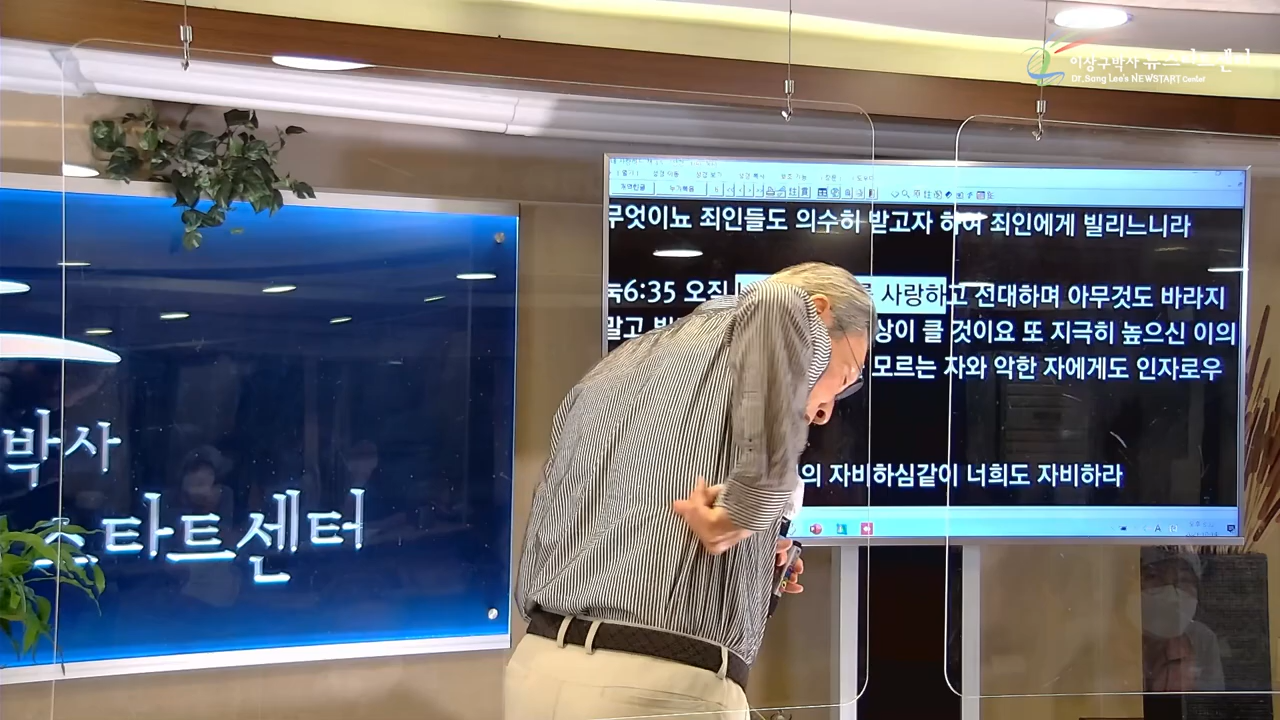 이상구박사 뉴스타트센터
Dr.Sang Lee's NEWSTART Center
무엇이뇨 죄인들도 의수히 받고자 하여 죄인에게 빌리느니라
눅6:35 오직 를 사랑하고 선대하며 아무것도 바라지
말고 상이 클 것이요 또 지극히 높으신 이의
모르는 자와 악한 자에게도 인자로우
의 자비하심같이 너희도 자비하라
박사
스타트센터